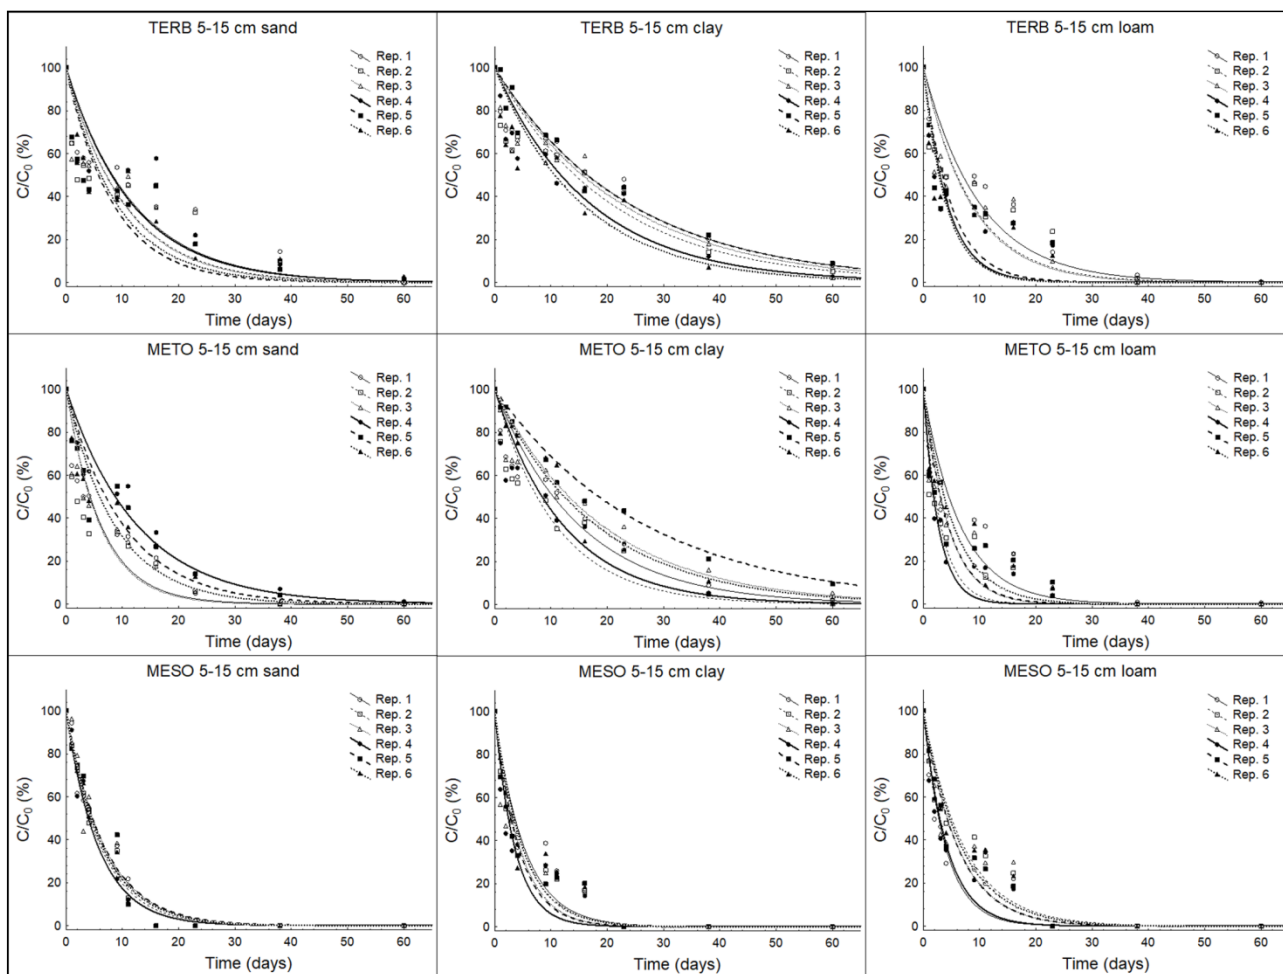 TERB 5-15 cm sand
100
80
60
40
20
0
C/C₀ (%)
0 10 20 30 40 50 60
Time (days)
Rep. 1
Rep. 2
Rep. 3
Rep. 4
Rep. 5
Rep. 6
TERB 5-15 cm clay
100
80
60
40
20
0
C/C₀ (%)
0 10 20 30 40 50 60
Time (days)
Rep. 1
Rep. 2
Rep. 3
Rep. 4
Rep. 5
Rep. 6
TERB 5-15 cm loam
100
80
60
40
20
0
C/C₀ (%)
0 10 20 30 40 50 60
Time (days)
Rep. 1
Rep. 2
Rep. 3
Rep. 4
Rep. 5
Rep. 6
METO 5-15 cm sand
100
80
60
40
20
0
C/C₀ (%)
0 10 20 30 40 50 60
Time (days)
Rep. 1
Rep. 2
Rep. 3
Rep. 4
Rep. 5
Rep. 6
METO 5-15 cm clay
100
80
60
40
20
0
C/C₀ (%)
0 10 20 30 40 50 60
Time (days)
Rep. 1
Rep. 2
Rep. 3
Rep. 4
Rep. 5
Rep. 6
METO 5-15 cm loam
100
80
60
40
20
0
C/C₀ (%)
0 10 20 30 40 50 60
Time (days)
Rep. 1
Rep. 2
Rep. 3
Rep. 4
Rep. 5
Rep. 6
MESO 5-15 cm sand
100
80
60
40
20
0
C/C₀ (%)
0 10 20 30 40 50 60
Time (days)
Rep. 1
Rep. 2
Rep. 3
Rep. 4
Rep. 5
Rep. 6
MESO 5-15 cm clay
100
80
60
40
20
0
C/C₀ (%)
0 10 20 30 40 50 60
Time (days)
Rep. 1
Rep. 2
Rep. 3
Rep. 4
Rep. 5
Rep. 6
MESO 5-15 cm loam
100
80
60
40
20
0
C/C₀ (%)
0 10 20 30 40 50 60
Time (days)
Rep. 1
Rep. 2
Rep. 3
Rep. 4
Rep. 5
Rep. 6